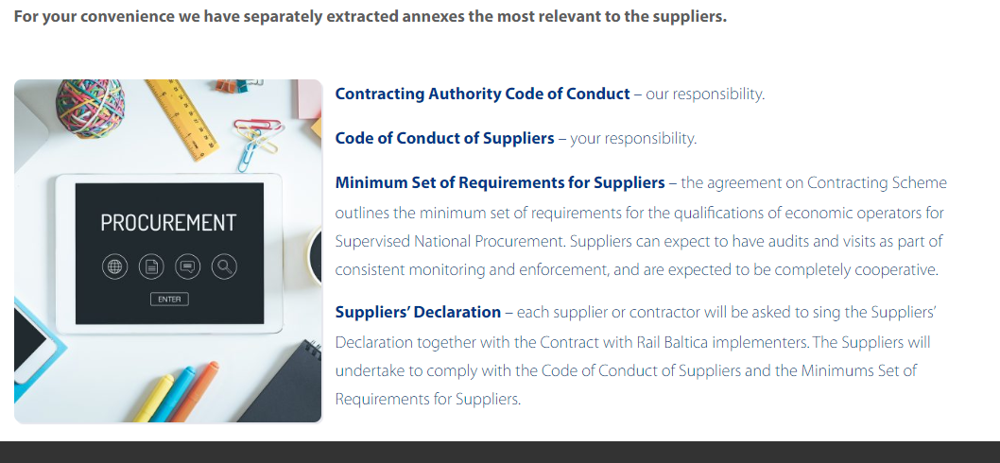 For your convenience we have separately extracted annexes the most relevant to the suppliers.
PROCUREMENT
ENTER
Contracting Authority Code of Conduct – our responsibility.
Code of Conduct of Suppliers – your responsibility.
Minimum Set of Requirements for Suppliers – the agreement on Contracting Scheme
outlines the minimum set of requirements for the qualifications of economic operators for
Supervised National Procurement. Suppliers can expect to have audits and visits as part of
consistent monitoring and enforcement, and are expected to be completely cooperative.
Suppliers’ Declaration – each supplier or contractor will be asked to sing the Suppliers’
Declaration together with the Contract with Rail Baltica implementers. The Suppliers will
undertake to comply with the Code of Conduct of Suppliers and the Minimums Set of
Requirements for Suppliers.